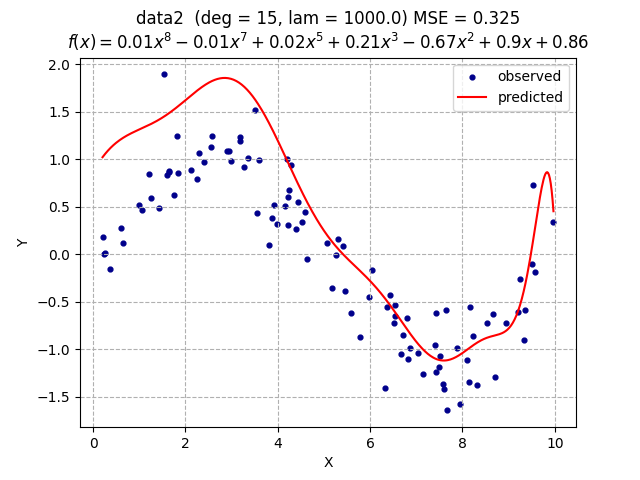 data2  (deg = 15, lam = 1000.0) MSE = 0.325
f(x) = 0.01x⁸ − 0.01x⁷ + 0.02x⁵ + 0.21x³ − 0.67x² + 0.9x + 0.86
observed
predicted
2.0
1.5
1.0
0.5
0.0
−0.5
−1.0
−1.5
Y
0 2 4 6 8 10
X